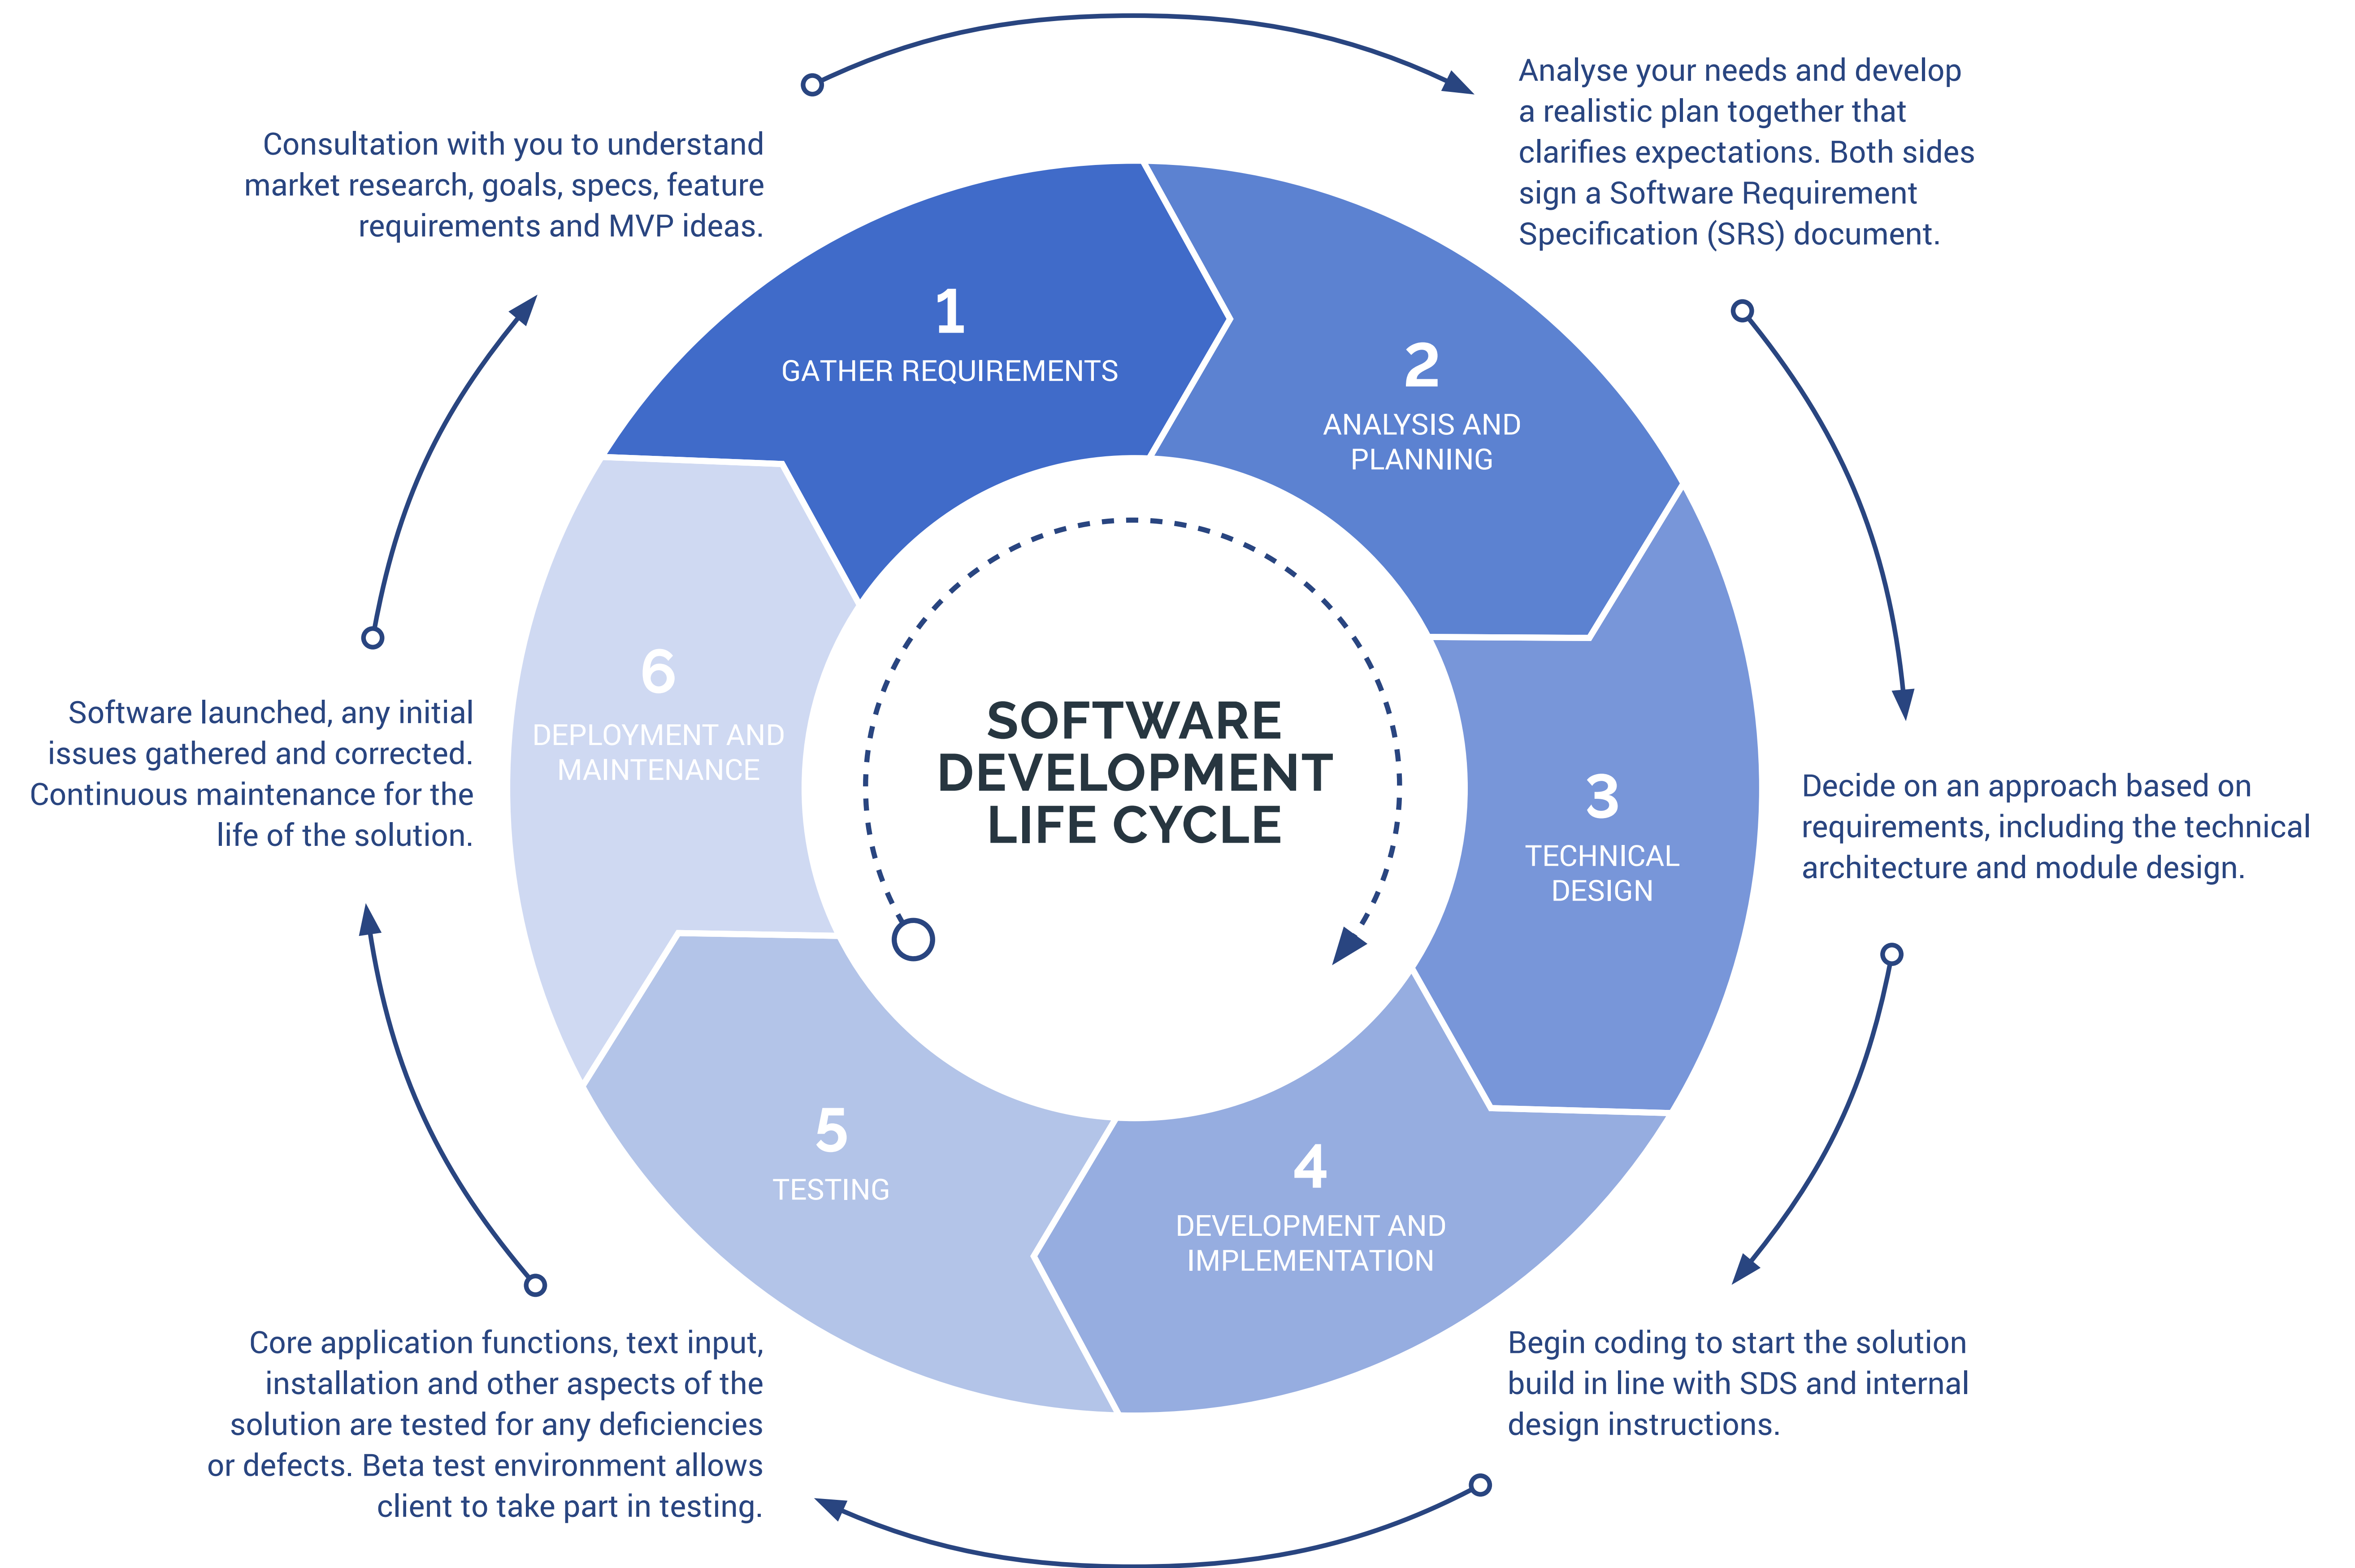 Consultation with you to understand
market research, goals, specs, feature
requirements and MVP ideas.
Analyse your needs and develop
a realistic plan together that
clarifies expectations. Both sides
sign a Software Requirement
Specification (SRS) document.
1
GATHER REQUIREMENTS
2
ANALYSIS AND
PLANNING
3
TECHNICAL
DESIGN
Decide on an approach based on
requirements, including the technical
architecture and module design.
4
DEVELOPMENT AND
IMPLEMENTATION
Begin coding to start the solution
build in line with SDS and internal
design instructions.
5
TESTING
Core application functions, text input,
installation and other aspects of the
solution are tested for any deficiencies
or defects. Beta test environment allows
client to take part in testing.
6
DEPLOYMENT AND
MAINTENANCE
Software launched, any initial
issues gathered and corrected.
Continuous maintenance for the
life of the solution.
SOFTWARE
DEVELOPMENT
LIFE CYCLE